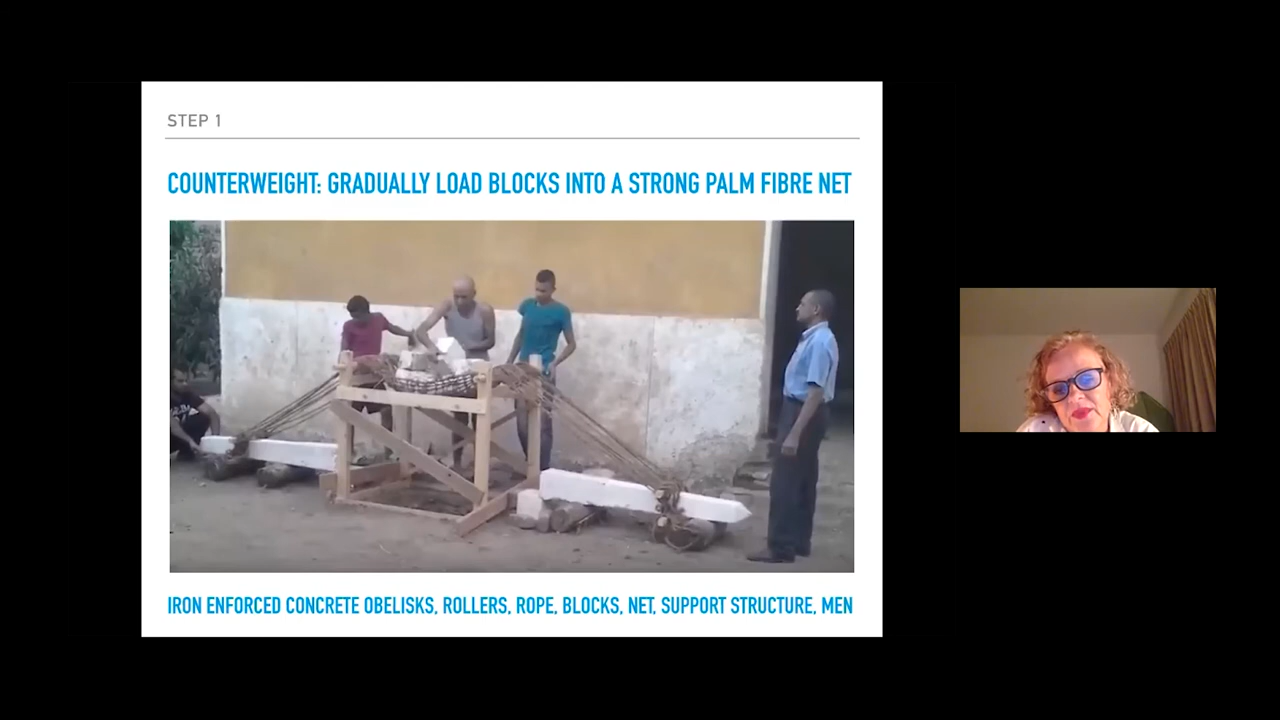 STEP 1
COUNTERWEIGHT: GRADUALLY LOAD BLOCKS INTO A STRONG PALM FIBRE NET
IRON ENFORCED CONCRETE OBELISKS, ROLLERS, ROPE, BLOCKS, NET, SUPPORT STRUCTURE, MEN